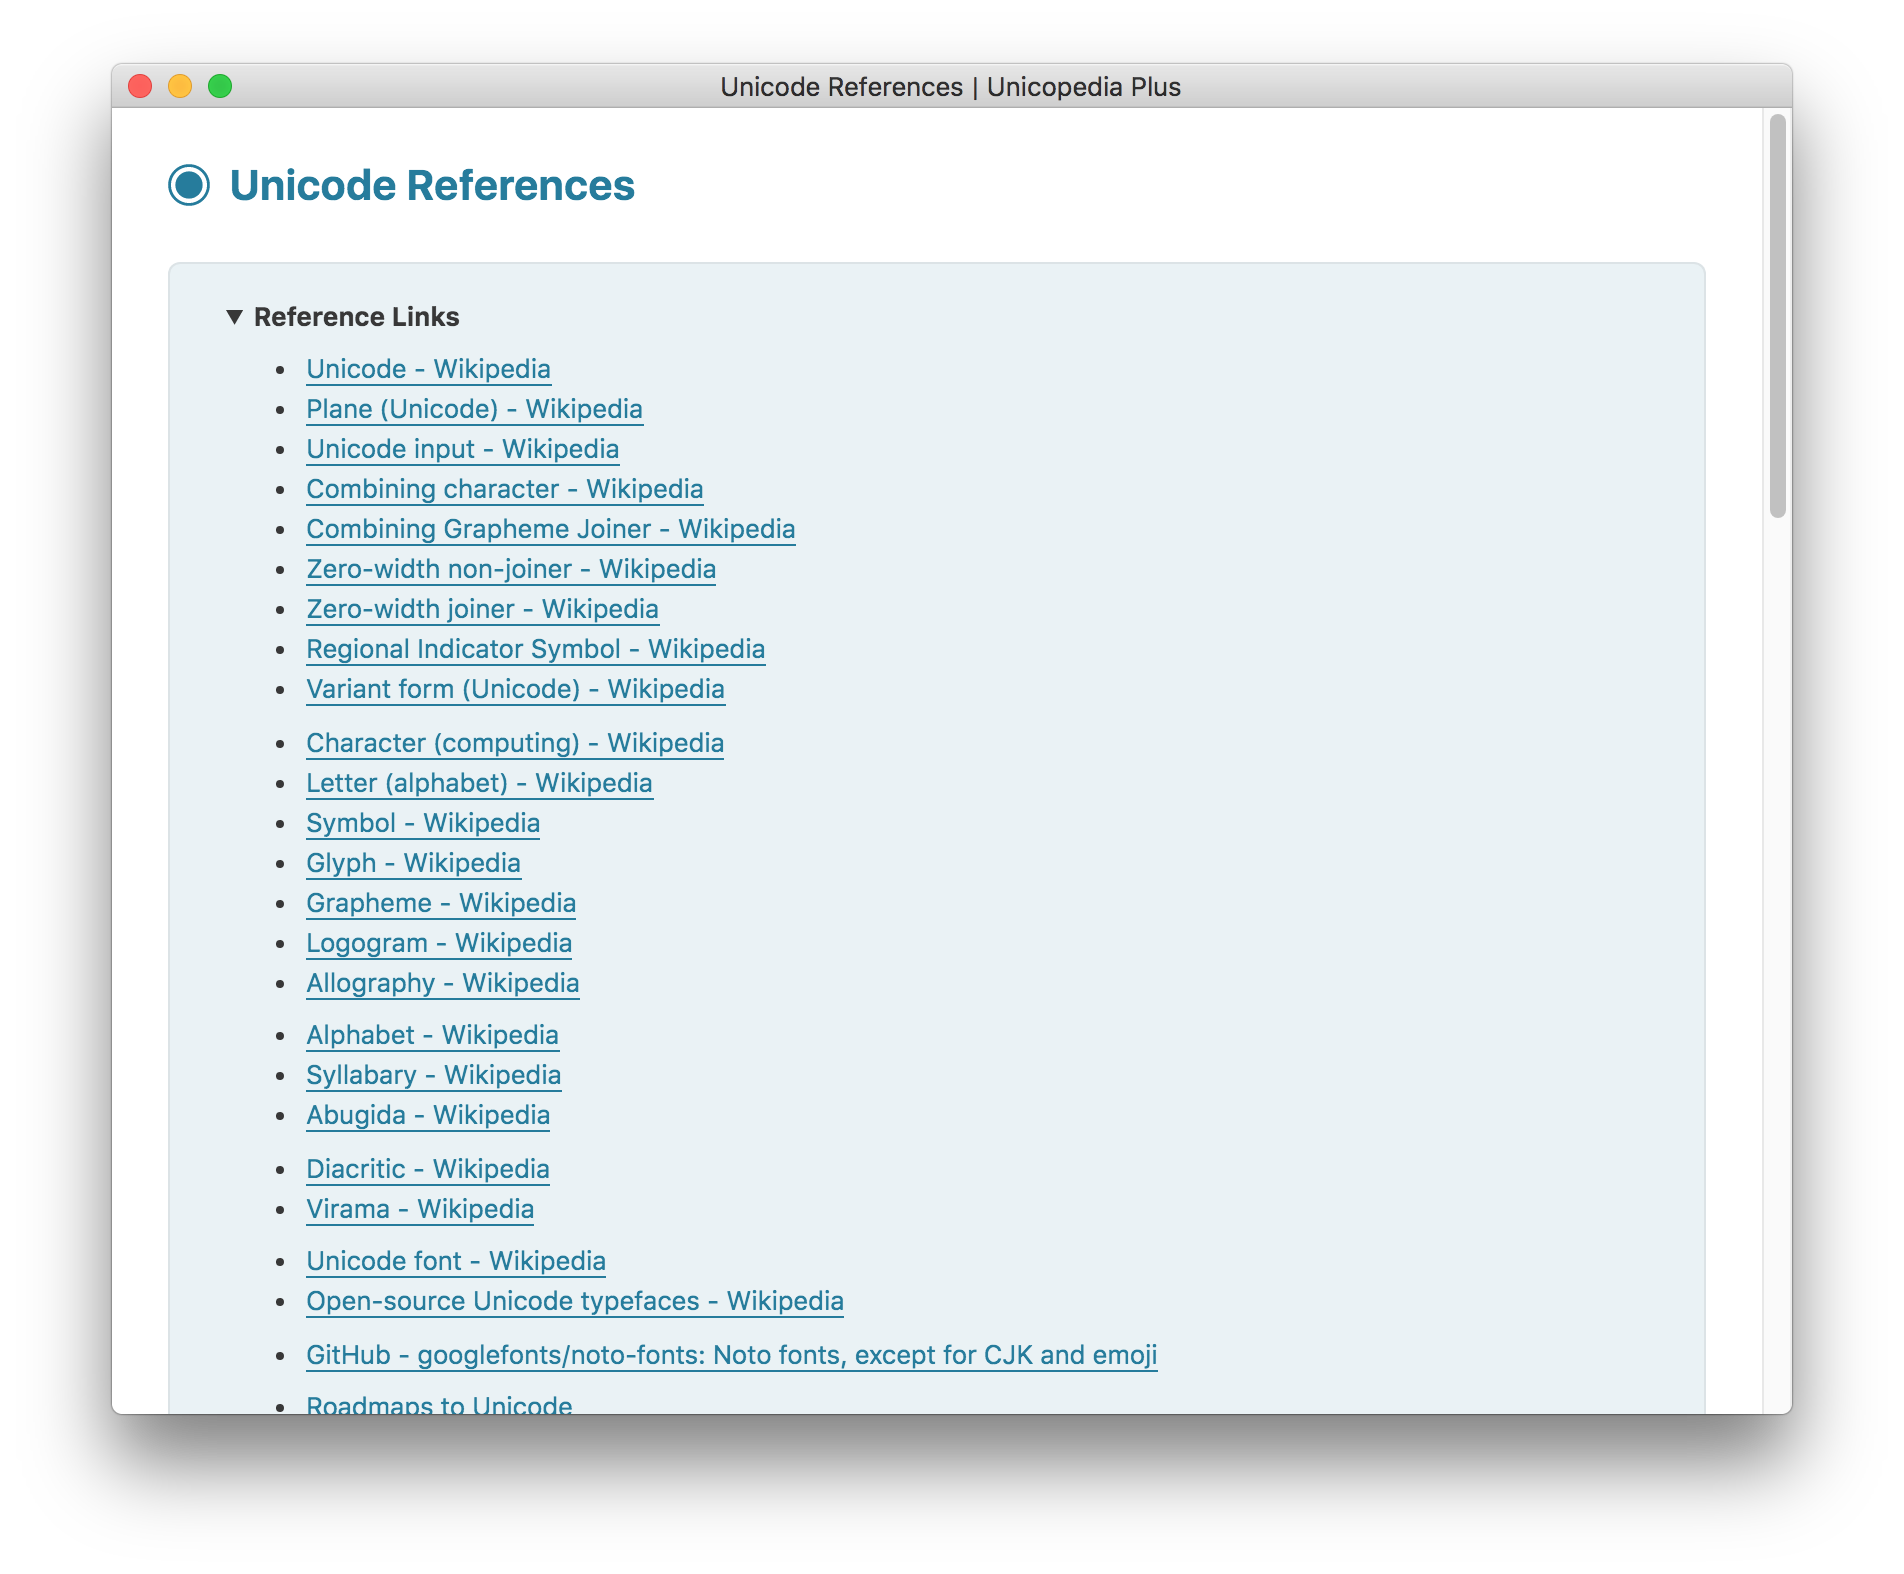 Unicode References | Unicopedia Plus
Unicode References
Reference Links
Unicode - Wikipedia
Plane (Unicode) - Wikipedia
Unicode input - Wikipedia
Combining character - Wikipedia
Combining Grapheme Joiner - Wikipedia
Zero-width non-joiner - Wikipedia
Zero-width joiner - Wikipedia
Regional Indicator Symbol - Wikipedia
Variant form (Unicode) - Wikipedia
Character (computing) - Wikipedia
Letter (alphabet) - Wikipedia
Symbol - Wikipedia
Glyph - Wikipedia
Grapheme - Wikipedia
Logogram - Wikipedia
Allography - Wikipedia
Alphabet - Wikipedia
Syllabary - Wikipedia
Abugida - Wikipedia
Diacritic - Wikipedia
Virama - Wikipedia
Unicode font - Wikipedia
Open-source Unicode typefaces - Wikipedia
GitHub - googlefonts/noto-fonts: Noto fonts, except for CJK and emoji
Roadmaps to Unicode